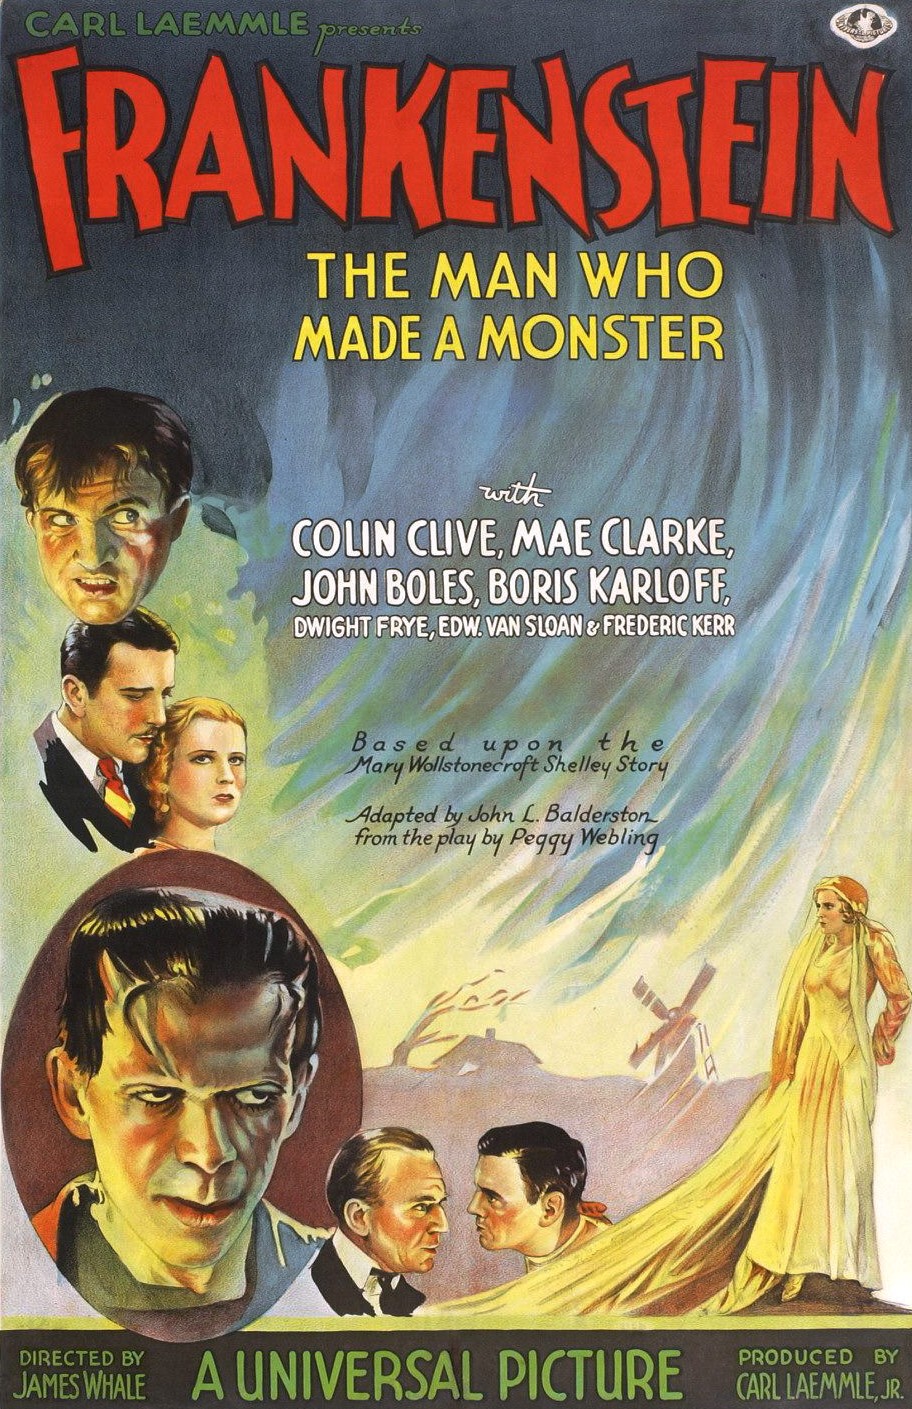 CARL LAEMMLE presents
FRANKENSTEIN
THE MAN WHO
MADE A MONSTER
with
COLIN CLIVE, MAE CLARKE,
JOHN BOLES, BORIS KARLOFF,
DWIGHT FRYE, EDW. VAN SLOAN & FREDERIC KERR
Based upon the
Mary Wollstonecroft Shelley Story
Adapted by John L. Balderston
from the play by Peggy Webling
DIRECTED BY
JAMES WHALE
A UNIVERSAL PICTURE
PRODUCED BY
CARL LAEMMLE, JR.